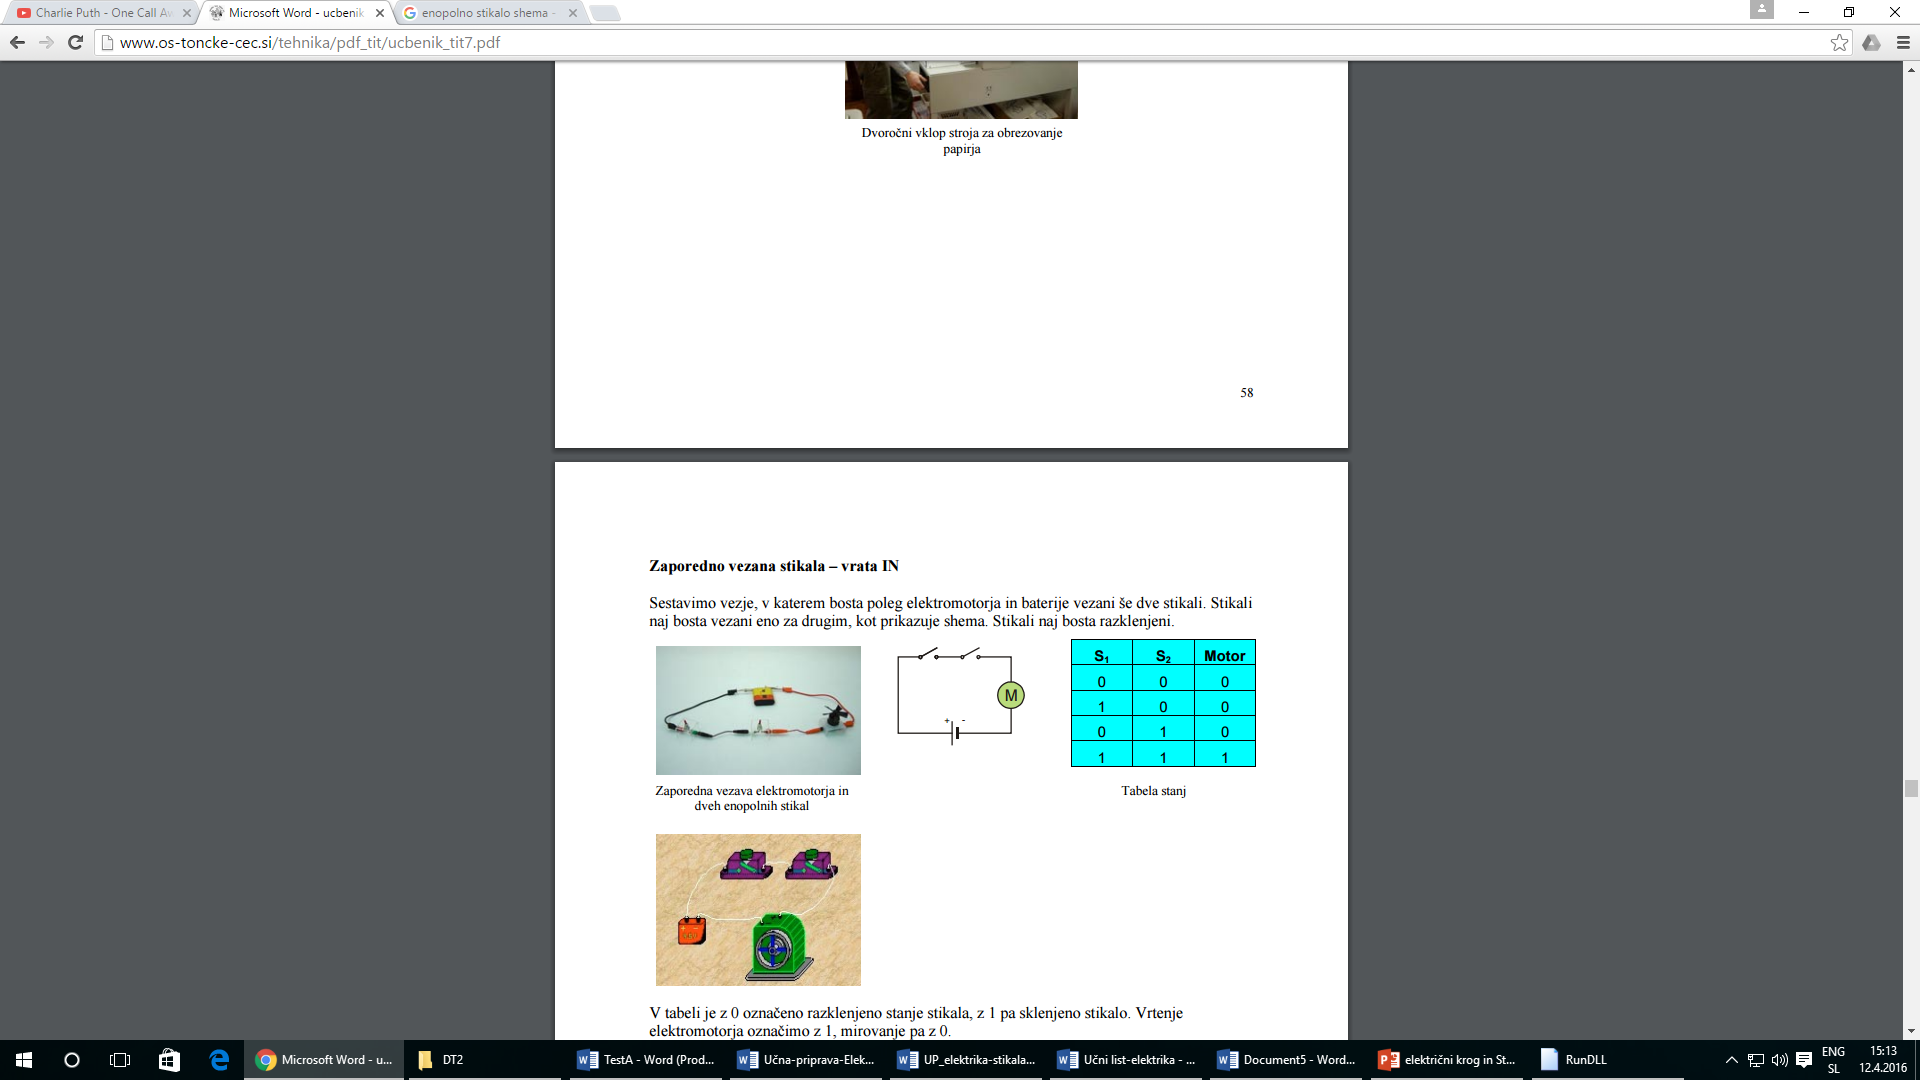 Charlie Puth - One Call Aw
Microsoft Word - ucbenik
enopolno stikalo shema -
www.os-toncke-cec.si/tehnika/pdf_tit/ucbenik_tit7.pdf
Dvoročni vklop stroja za obrezovanje
papirja
58
Zaporedno vezana stikala – vrata IN
Sestavimo vezje, v katerem bosta poleg elektromotorja in baterije vezani še dve stikali. Stikali
naj bosta vezani eno za drugim, kot prikazuje shema. Stikali naj bosta razklenjeni.
M
+ -
S1 S2 Motor
0 0 0
1 0 0
0 1 0
1 1 1
Zaporedna vezava elektromotorja in
dveh enopolnih stikal
Tabela stanj
V tabeli je z 0 označeno razklenjeno stanje stikala, z 1 pa sklenjeno stikalo. Vrtenje
elektromotorja označimo z 1, mirovanje pa z 0.
Microsoft Word - u...
DT2
TestA - Word (Prod...
Učna-priprava-Elek...
UP_elektrika-stikala...
Učni list-elektrika - ...
Document5 - Word...
električni krog in St...
RunDLL
ENG
SL
15:13
12.4.2016